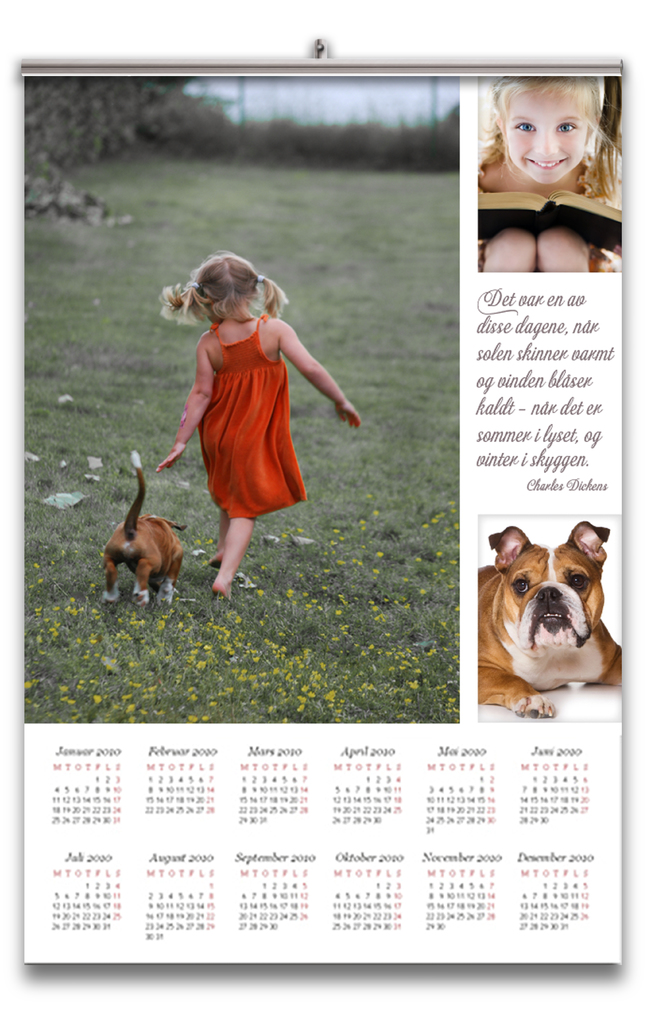 Det var en av
disse dagene, når
solen skinner varmt
og vinden blåser
kaldt - når det er
sommer i lyset, og
vinter i skyggen.
Charles Dickens
Januar 2010
M T O T F L S
1 2 3
4 5 6 7 8 9 10
11 12 13 14 15 16 17
18 19 20 21 22 23 24
25 26 27 28 29 30 31
Februar 2010
M T O T F L S
1 2 3 4 5 6 7
8 9 10 11 12 13 14
15 16 17 18 19 20 21
22 23 24 25 26 27 28
Mars 2010
M T O T F L S
1 2 3 4 5 6 7
8 9 10 11 12 13 14
15 16 17 18 19 20 21
22 23 24 25 26 27 28
29 30 31
April 2010
M T O T F L S
1 2 3 4
5 6 7 8 9 10 11
12 13 14 15 16 17 18
19 20 21 22 23 24 25
26 27 28 29 30
Mai 2010
M T O T F L S
1 2
3 4 5 6 7 8 9
10 11 12 13 14 15 16
17 18 19 20 21 22 23
24 25 26 27 28 29 30
31
Juni 2010
M T O T F L S
1 2 3 4 5 6
7 8 9 10 11 12 13
14 15 16 17 18 19 20
21 22 23 24 25 26 27
28 29 30
Juli 2010
M T O T F L S
1 2 3 4
5 6 7 8 9 10 11
12 13 14 15 16 17 18
19 20 21 22 23 24 25
26 27 28 29 30 31
August 2010
M T O T F L S
1
2 3 4 5 6 7 8
9 10 11 12 13 14 15
16 17 18 19 20 21 22
23 24 25 26 27 28 29
30 31
September 2010
M T O T F L S
1 2 3 4 5
6 7 8 9 10 11 12
13 14 15 16 17 18 19
20 21 22 23 24 25 26
27 28 29 30
Oktober 2010
M T O T F L S
1 2 3
4 5 6 7 8 9 10
11 12 13 14 15 16 17
18 19 20 21 22 23 24
25 26 27 28 29 30 31
November 2010
M T O T F L S
1 2 3 4 5 6 7
8 9 10 11 12 13 14
15 16 17 18 19 20 21
22 23 24 25 26 27 28
29 30
Desember 2010
M T O T F L S
1 2 3 4 5
6 7 8 9 10 11 12
13 14 15 16 17 18 19
20 21 22 23 24 25 26
27 28 29 30 31